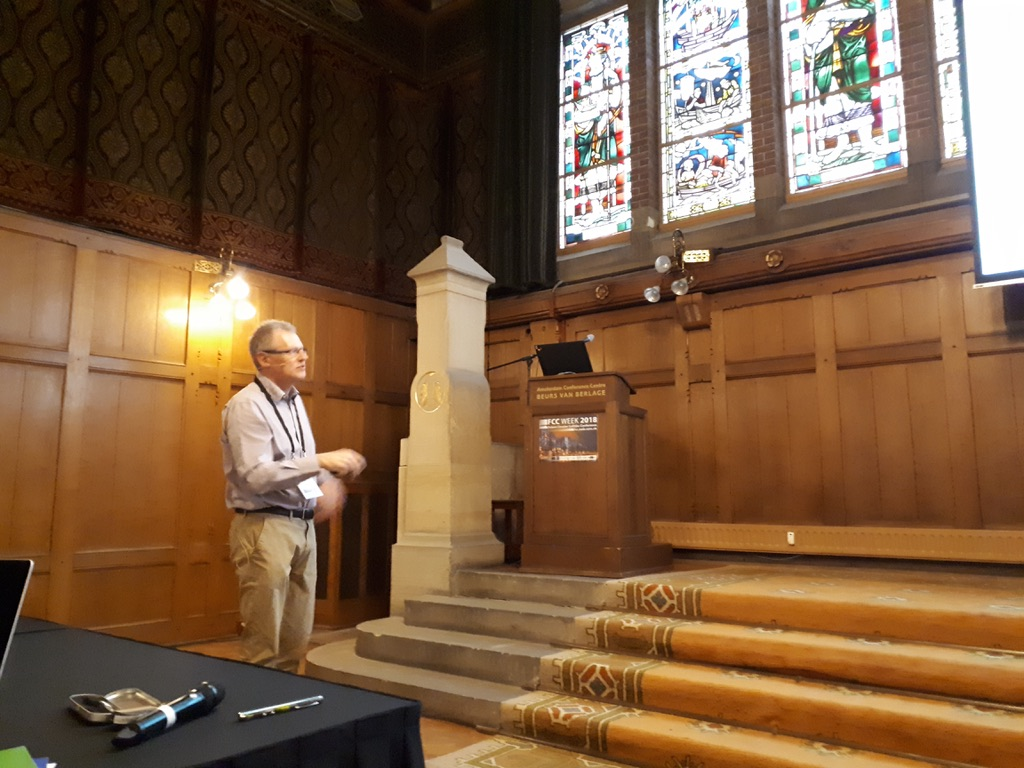 Amsterdam Conference Centre
BEURS VAN BERLAGE
FCC WEEK 2018